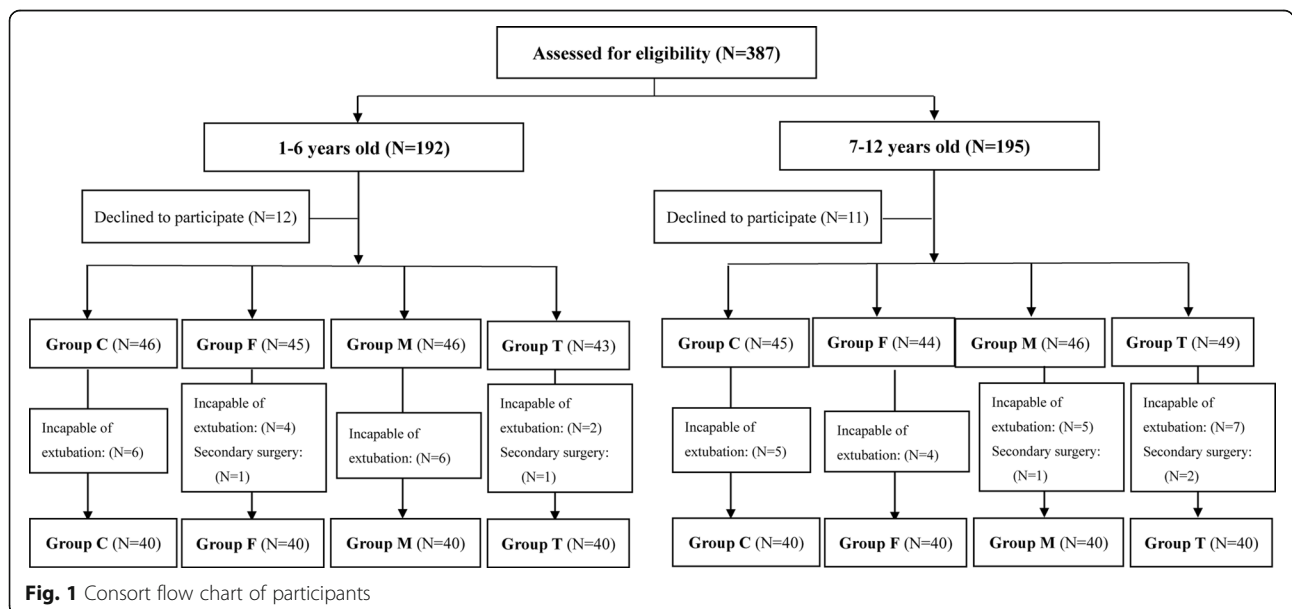 Assessed for eligibility (N=387)
1-6 years old (N=192)
7-12 years old (N=195)
Declined to participate (N=12)
Declined to participate (N=11)
Group C (N=46)
Group F (N=45)
Group M (N=46)
Group T (N=43)
Group C (N=45)
Group F (N=44)
Group M (N=46)
Group T (N=49)
Incapable of
extubation: (N=6)
Incapable of
extubation: (N=4)
Secondary surgery:
(N=1)
Incapable of
extubation: (N=6)
Incapable of
extubation: (N=2)
Secondary surgery:
(N=1)
Incapable of
extubation: (N=5)
Incapable of
extubation: (N=4)
Incapable of
extubation: (N=5)
Secondary surgery:
(N=1)
Incapable of
extubation: (N=7)
Secondary surgery:
(N=2)
Group C (N=40)
Group F (N=40)
Group M (N=40)
Group T (N=40)
Group C (N=40)
Group F (N=40)
Group M (N=40)
Group T (N=40)
Fig. 1 Consort flow chart of participants